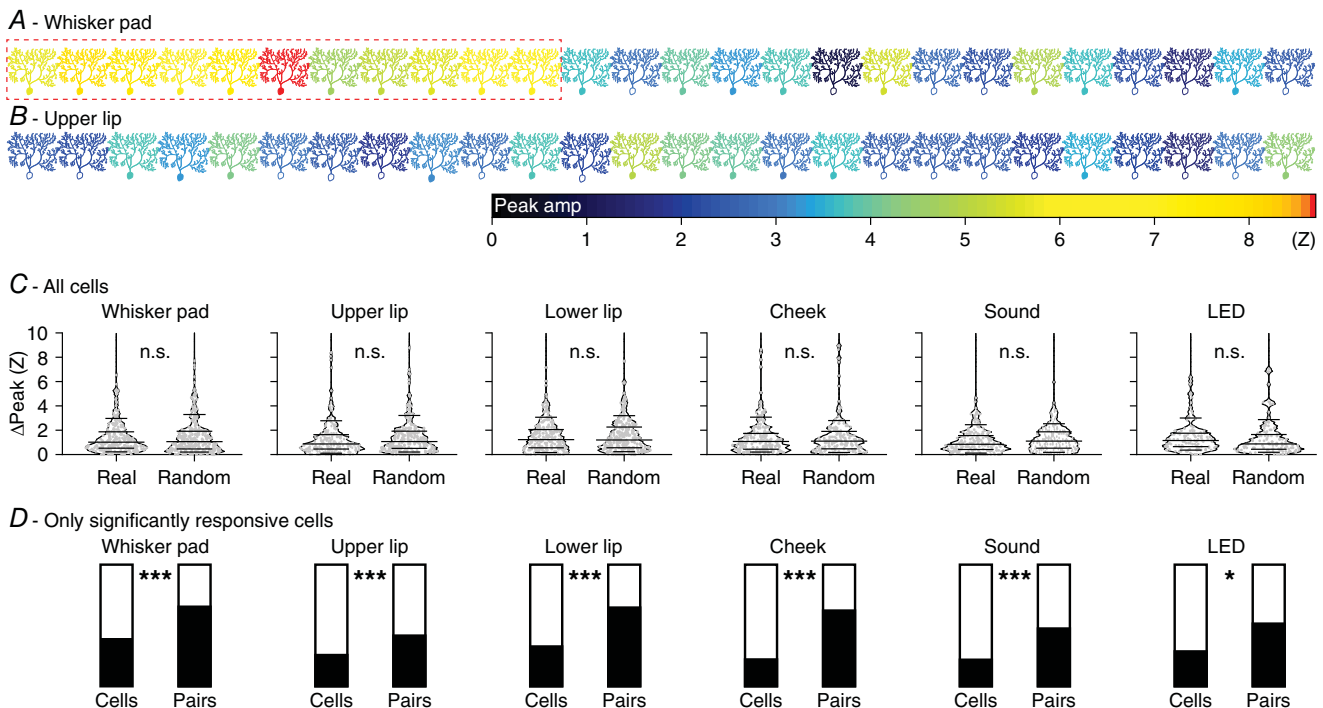 A - Whisker pad
B - Upper lip
Peak amp
0 1 2 3 4 5 6 7 8 (Z)
C - All cells
Whisker pad Upper lip Lower lip Cheek Sound LED
ΔPeak (Z)
10
8
6
4
2
0
n.s. n.s. n.s. n.s. n.s. n.s.
Real Random Real Random Real Random Real Random Real Random Real Random
D - Only significantly responsive cells
Whisker pad Upper lip Lower lip Cheek Sound LED
*** *** *** *** *** *
Cells Pairs Cells Pairs Cells Pairs Cells Pairs Cells Pairs Cells Pairs